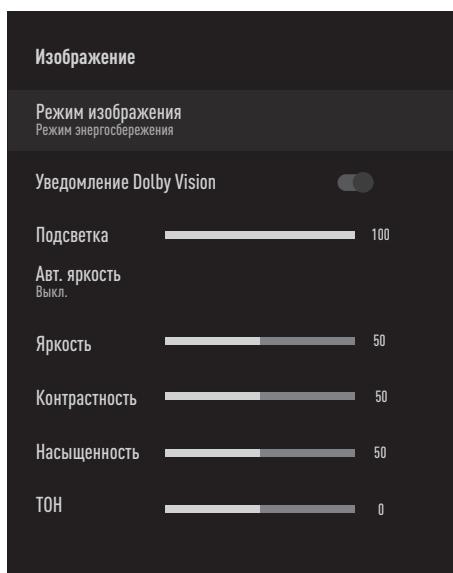 Изображение
Режим изображения
Режим энергосбережения
Уведомление Dolby Vision
Подсветка 100
Авт. яркость
Выкл.
Яркость 50
Контрастность 50
Насыщенность 50
ТОН 0